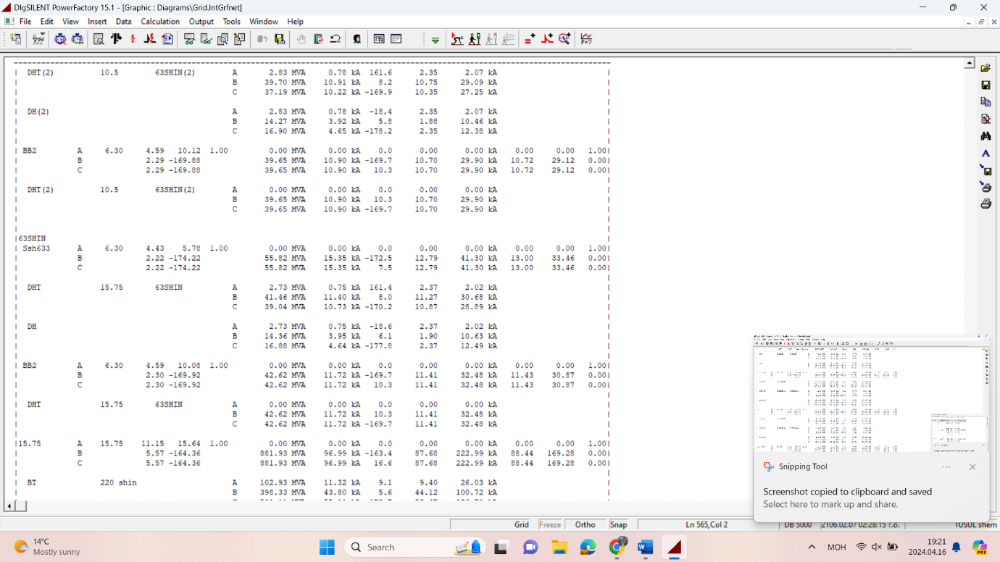 DIgSILENT PowerFactory 15.1 - [Graphic : Diagrams\Grid.IntGrfnet]
File Edit View Insert Data Calculation Output Tools Window Help
| DHT(2) 10.5 63SHIN(2) A 2.83 MVA 0.78 kA 161.6 2.35 2.07 kA |
| B 39.70 MVA 10.91 kA 8.2 10.75 29.09 kA |
| C 37.19 MVA 10.22 kA -169.9 10.35 27.25 kA |
| DH(2) A 2.83 MVA 0.78 kA -18.4 2.35 2.07 kA |
| B 14.27 MVA 3.92 kA 5.8 1.88 10.46 kA |
| C 16.90 MVA 4.65 kA -178.2 2.35 12.38 kA |
| BB2 A 6.30 4.59 10.12 1.00 0.00 MVA 0.00 kA 0.0 0.00 0.00 kA 0.00 0.00 1.00|
| B 2.29 -169.88 39.65 MVA 10.90 kA -169.7 10.70 29.90 kA 10.72 29.12 0.00|
| C 2.29 -169.88 39.65 MVA 10.90 kA 10.3 10.70 29.90 kA 10.72 29.12 0.00|
| DHT(2) 10.5 63SHIN(2) A 0.00 MVA 0.00 kA 0.0 0.00 0.00 kA |
| B 39.65 MVA 10.90 kA 10.3 10.70 29.90 kA |
| C 39.65 MVA 10.90 kA -169.7 10.70 29.90 kA |
|63SHIN |
| Ssh633 A 6.30 4.43 5.78 1.00 0.00 MVA 0.00 kA 0.0 0.00 0.00 kA 0.00 0.00 1.00|
| B 2.22 -174.22 55.82 MVA 15.35 kA -172.5 12.79 41.30 kA 13.00 33.46 0.00|
| C 2.22 -174.22 55.82 MVA 15.35 kA 7.5 12.79 41.30 kA 13.00 33.46 0.00|
| DHT 15.75 63SHIN A 2.73 MVA 0.75 kA 161.4 2.37 2.02 kA |
| B 41.46 MVA 11.40 kA 8.0 11.27 30.68 kA |
| C 39.04 MVA 10.73 kA -170.2 10.87 28.89 kA |
| DH A 2.73 MVA 0.75 kA -18.6 2.37 2.02 kA |
| B 14.36 MVA 3.95 kA 6.1 1.90 10.63 kA |
| C 16.88 MVA 4.64 kA -177.8 2.37 12.49 kA |
| BB2 A 6.30 4.59 10.08 1.00 0.00 MVA 0.00 kA 0.0 0.00 0.00 kA 0.00 0.00 1.00|
| B 2.30 -169.92 42.62 MVA 11.72 kA -169.7 11.41 32.48 kA 11.43 30.87 0.00|
| C 2.30 -169.92 42.62 MVA 11.72 kA 10.3 11.41 32.48 kA 11.43 30.87 0.00|
| DHT 15.75 63SHIN A 0.00 MVA 0.00 kA 0.0 0.00 0.00 kA |
| B 42.62 MVA 11.72 kA 10.3 11.41 32.48 kA |
| C 42.62 MVA 11.72 kA -169.7 11.41 32.48 kA |
|15.75 A 15.75 11.15 15.64 1.00 0.00 MVA 0.00 kA 0.0 0.00 0.00 kA 0.00 0.00 1.00|
| B 5.57 -164.36 881.93 MVA 96.99 kA -163.4 87.68 222.99 kA 88.44 169.28 0.00|
| C 5.57 -164.36 881.93 MVA 96.99 kA 16.6 87.68 222.99 kA 88.44 169.28 0.00|
| BT 220 shin A 102.93 MVA 11.32 kA 9.1 9.40 26.03 kA |
| B 398.33 MVA 43.80 kA 5.6 44.12 100.72 kA |
Snipping Tool
Screenshot copied to clipboard and saved
Select here to mark up and share.
Grid Freeze Ortho Snap Ln 565,Col 2 DB 5000
14°C
Mostly sunny
Search
МОН
19:21
2024.04.16